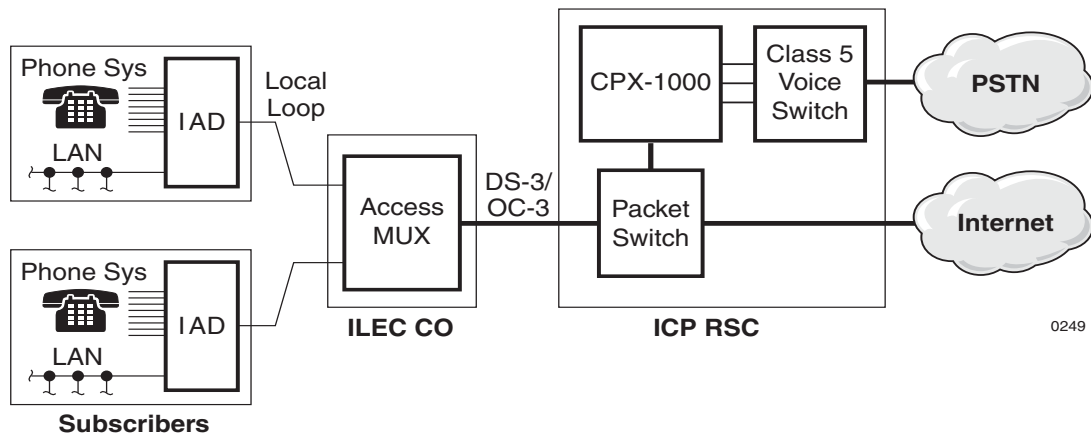 Phone Sys
IAD
LAN
Local
Loop
Phone Sys
IAD
LAN
Subscribers
Access
MUX
ILEC CO
DS-3/
OC-3
CPX-1000
Class 5
Voice
Switch
Packet
Switch
ICP RSC
PSTN
Internet
0249